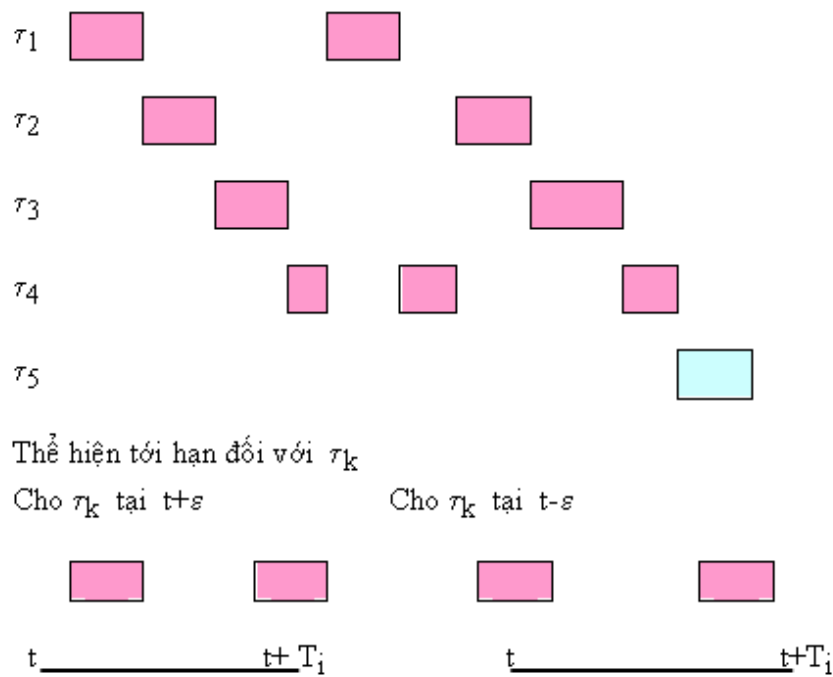 τ1
τ2
τ3
τ4
τ5
Thể hiện tới hạn đối với τk
Cho τk tại t+ε Cho τk tại t-ε
t t+ Ti t t+Ti